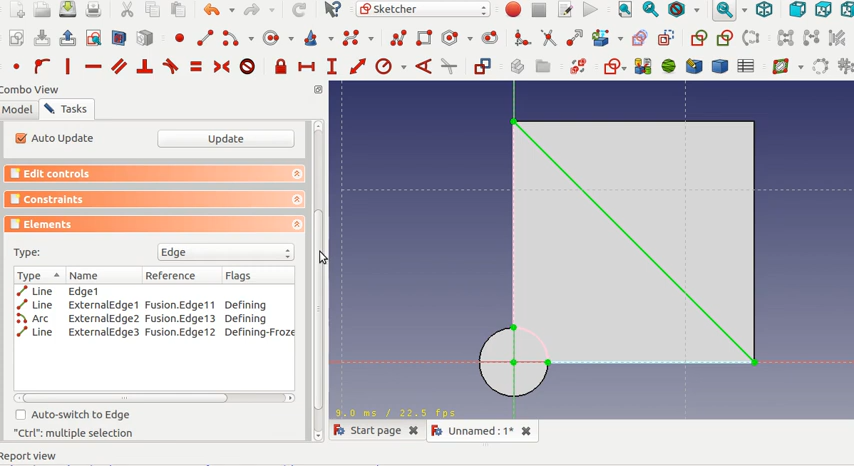 Sketcher
Combo View
Model Tasks
Auto Update Update
Edit controls
Constraints
Elements
Type: Edge
Type Name Reference Flags
Line Edge1
Line ExternalEdge1 Fusion.Edge11 Defining
Arc ExternalEdge2 Fusion.Edge13 Defining
Line ExternalEdge3 Fusion.Edge12 Defining-Froze
Auto-switch to Edge
"Ctrl": multiple selection
9.0 ms / 22.5 fps
Start page Unnamed : 1*
Report view